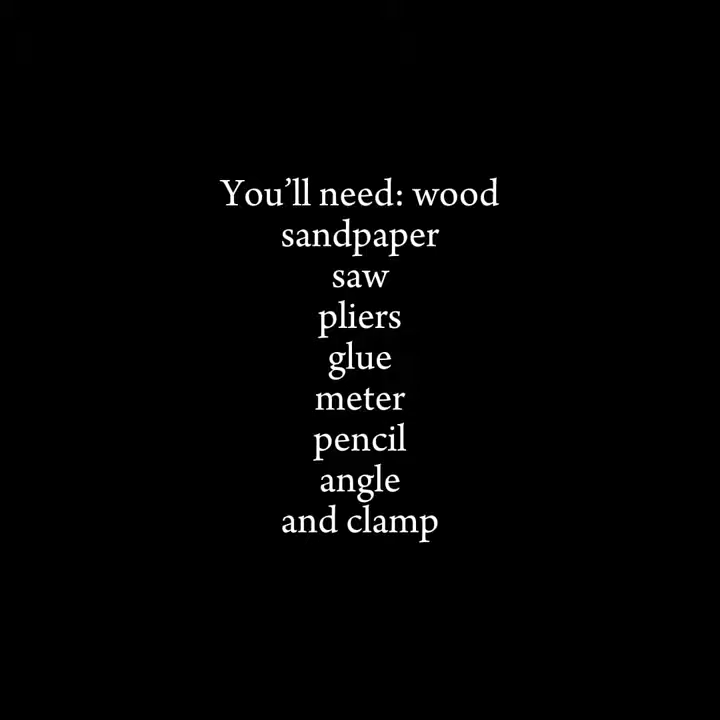 You’ll need: wood
sandpaper
saw
pliers
glue
meter
pencil
angle
and clamp